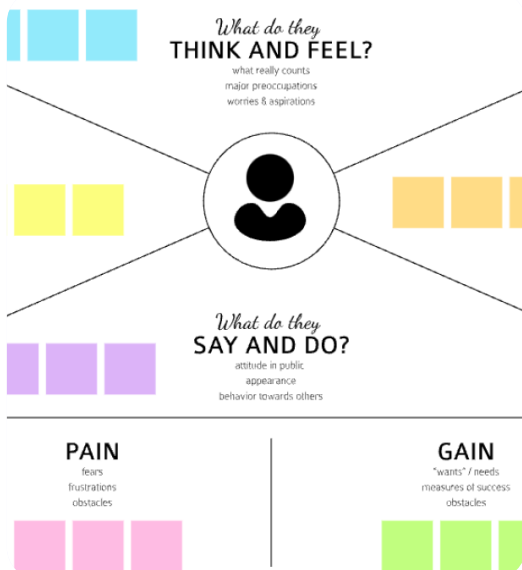 What do they
THINK AND FEEL?
what really counts
major preoccupations
worries & aspirations
What do they
SAY AND DO?
attitude in public
appearance
behavior towards others
PAIN
fears
frustrations
obstacles
GAIN
"wants" / needs
measures of success
obstacles